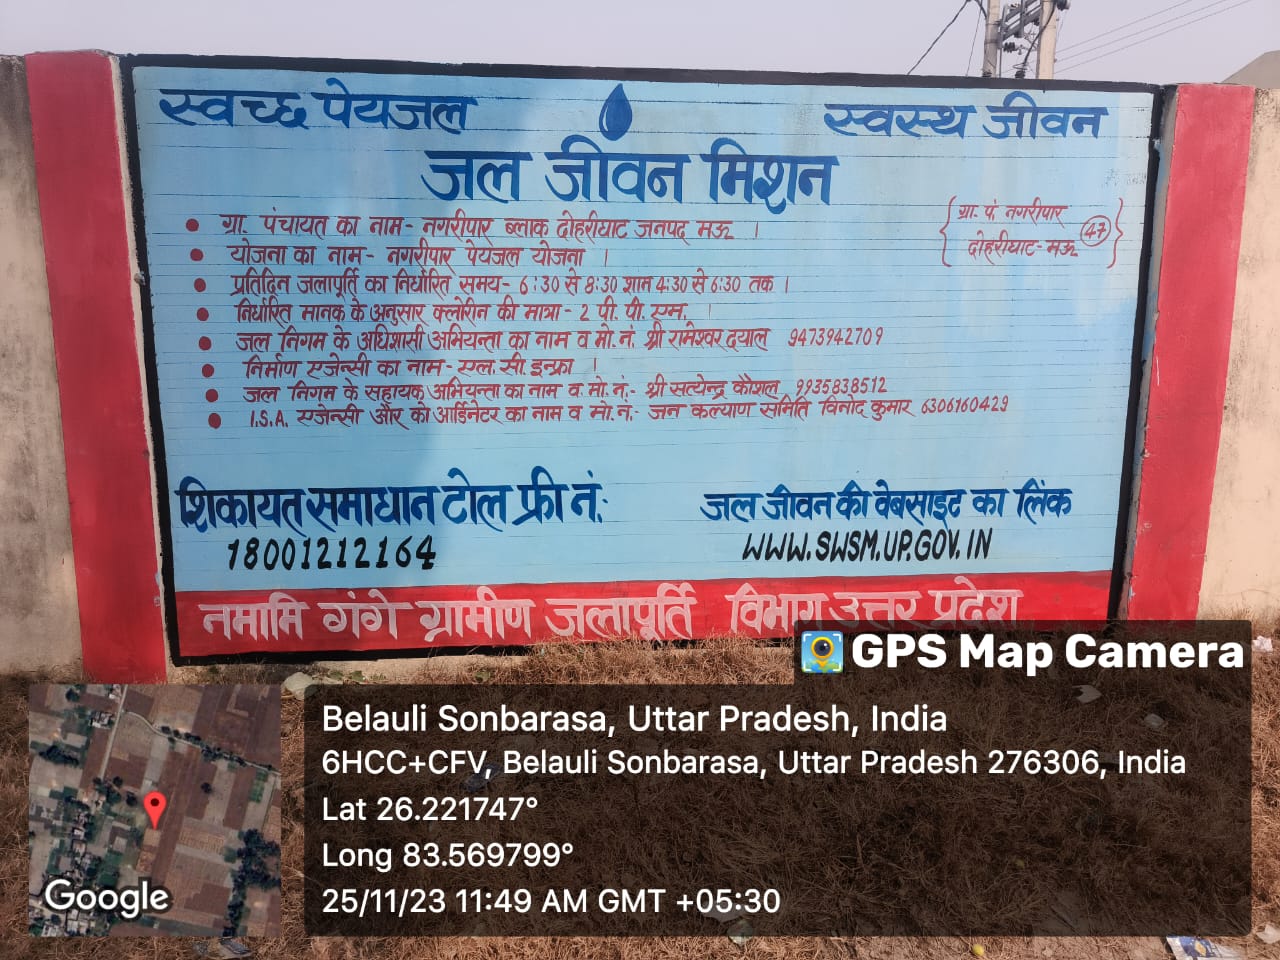 स्वच्छ पेयजल
स्वस्थ जीवन
जल जीवन मिशन
ग्रा. पं. नगरीपार
दोहरीघाट - मऊ 47
• ग्रा. पंचायत का नाम - नगरीपार ब्लाक दोहरीघाट जनपद मऊ ।
• योजना का नाम - नगरीपार पेयजल योजना ।
• प्रतिदिन जलापूर्ति का निर्धारित समय - 6:30 से 8:30 शाम 4:30 से 6:30 तक ।
• निर्धारित मानक के अनुसार क्लोरीन की मात्रा - 2 पी. पी. एम. ।
• जल निगम के अधिशासी अभियन्ता का नाम व मो. नं. श्री रामेश्वर दयाल 9473942709
• निर्माण एजेन्सी का नाम - एल. सी. इन्फ्रा ।
• जल निगम के सहायक अभियन्ता का नाम व मो. नं:- श्री सत्येन्द्र कौशल 9935838512
• I.S.A. एजेन्सी और को आर्डिनेटर का नाम व मो. नं:- जन कल्याण समिति विनोद कुमार 6306160429
शिकायत समाधान टोल फ्री नं:
18001212164
जल जीवन की वेबसाइट का लिंक
WWW.SWSM.UP.GOV.IN
नमामि गंगे ग्रामीण जलापूर्ति विभाग उत्तर प्रदेश
GPS Map Camera
Belauli Sonbarasa, Uttar Pradesh, India
6HCC+CFV, Belauli Sonbarasa, Uttar Pradesh 276306, India
Lat 26.221747°
Long 83.569799°
25/11/23 11:49 AM GMT +05:30
Google